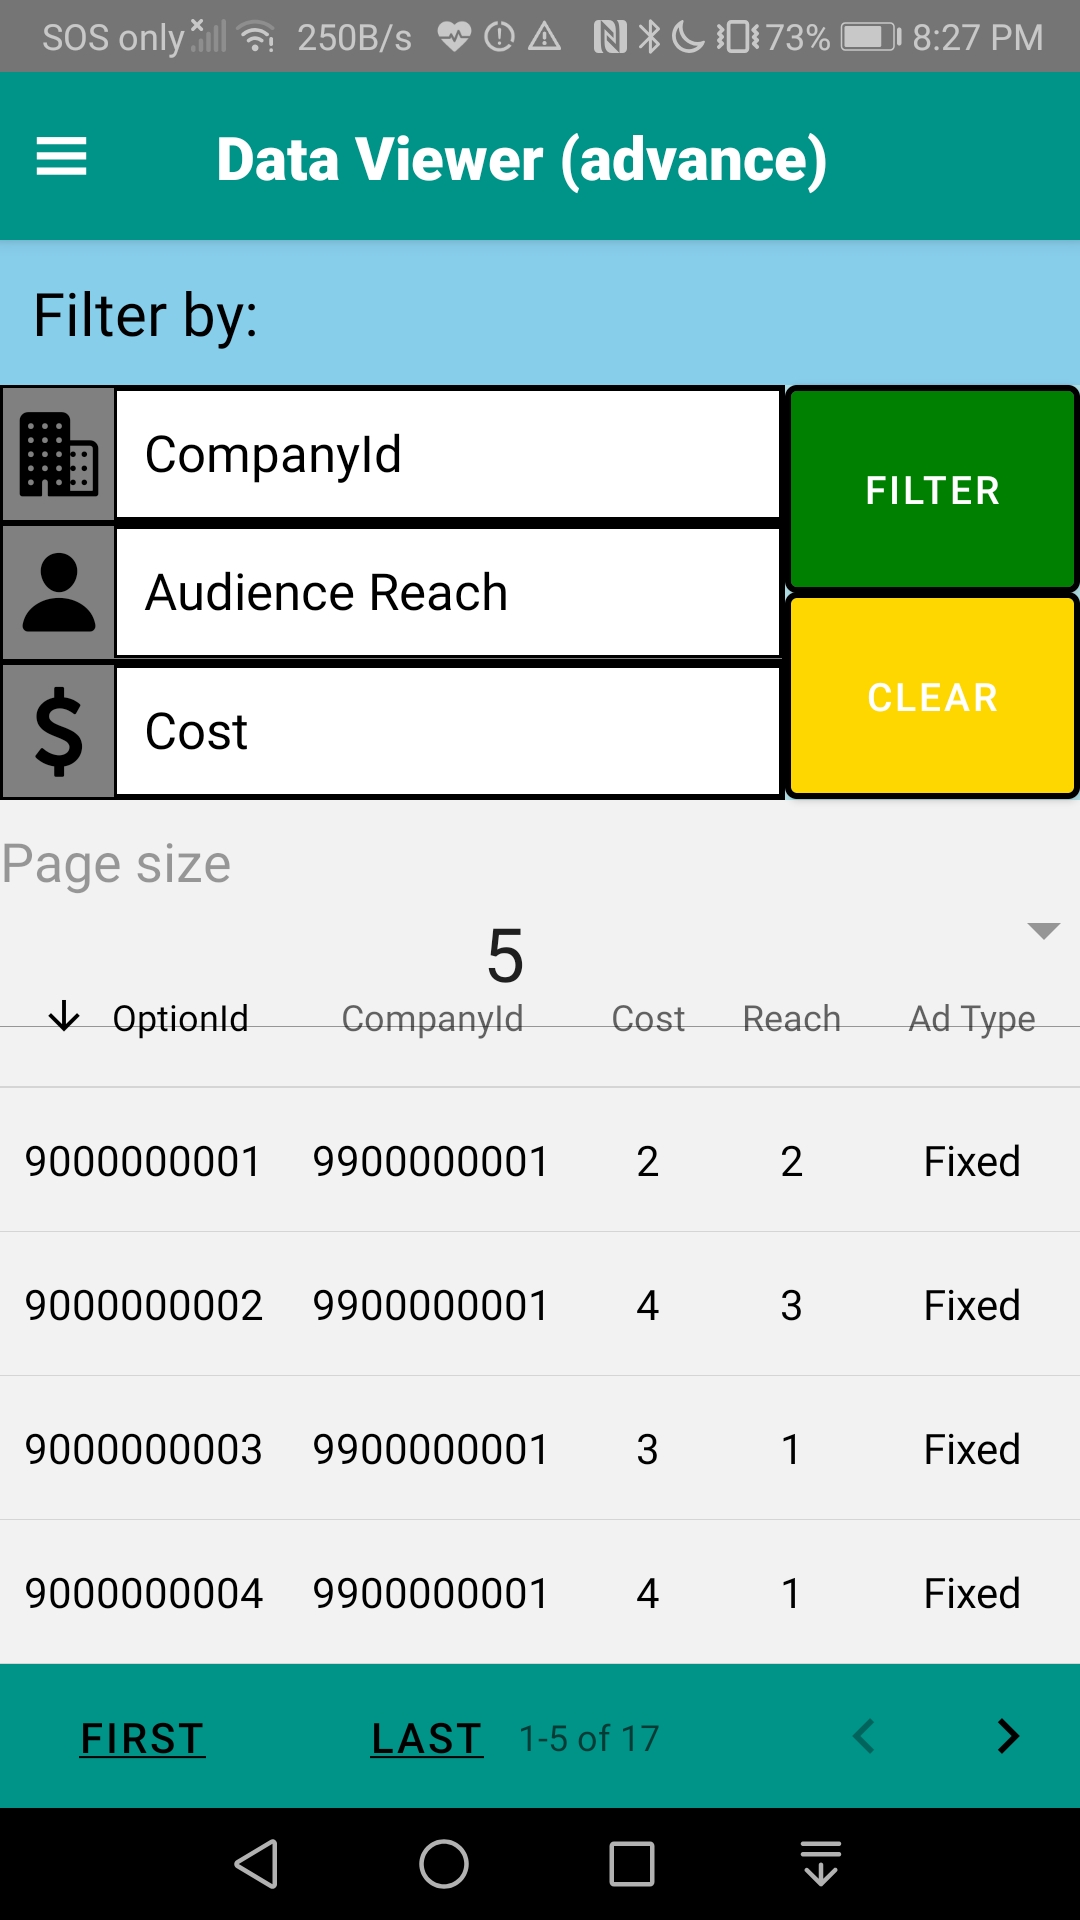 SOS only 250B/s 73% 8:27 PM
Data Viewer (advance)
Filter by:
CompanyId
FILTER
Audience Reach
CLEAR
Cost
Page size
5
OptionId CompanyId Cost Reach Ad Type
9000000001 9900000001 2 2 Fixed
9000000002 9900000001 4 3 Fixed
9000000003 9900000001 3 1 Fixed
9000000004 9900000001 4 1 Fixed
FIRST LAST 1-5 of 17